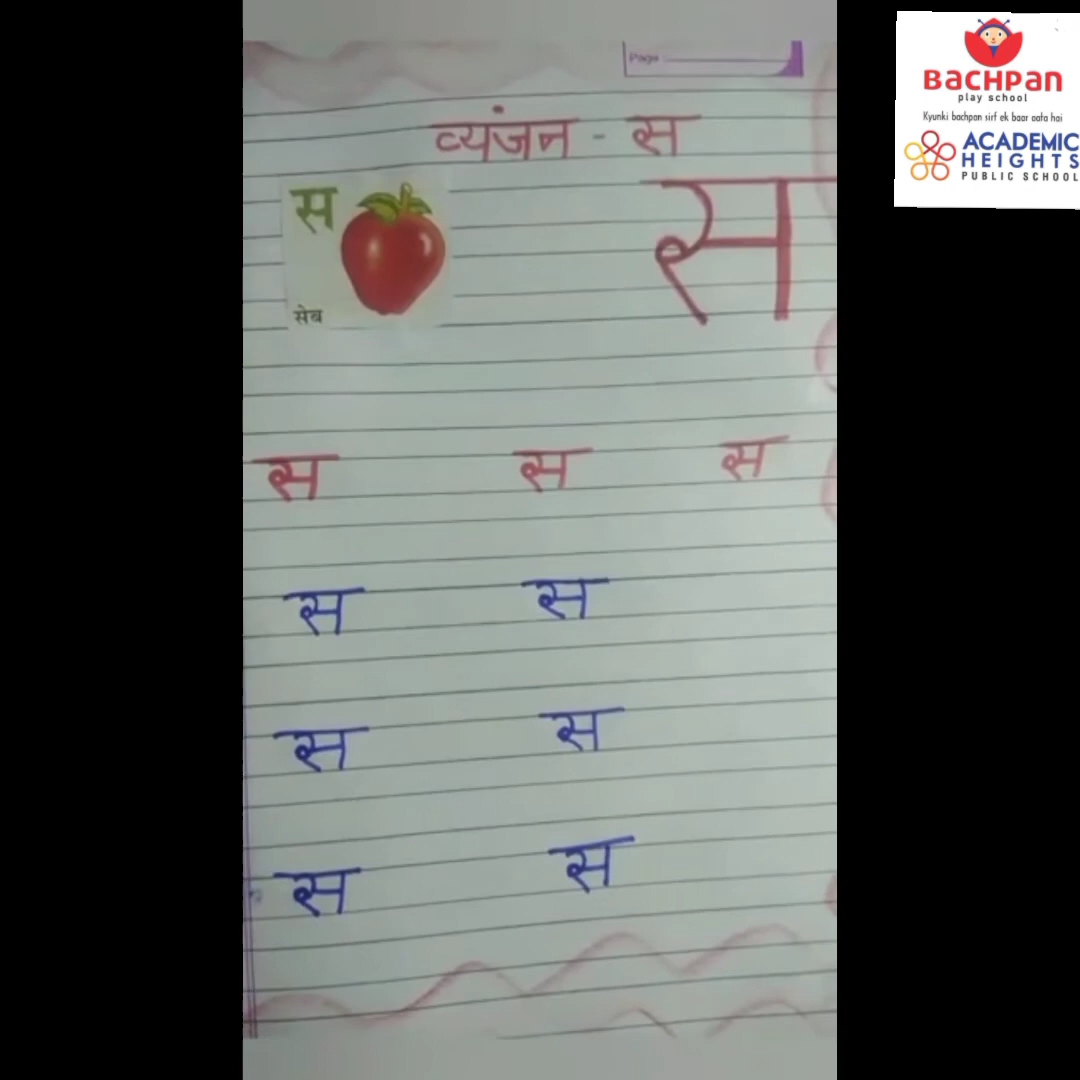 Page
BACHPAN
play school
Kyunki bachpan sirf ek baar aata hai
ACADEMIC
HEIGHTS
PUBLIC SCHOOL
व्यंजन - स
स
स
सेब
स स स
स स
स स
स स